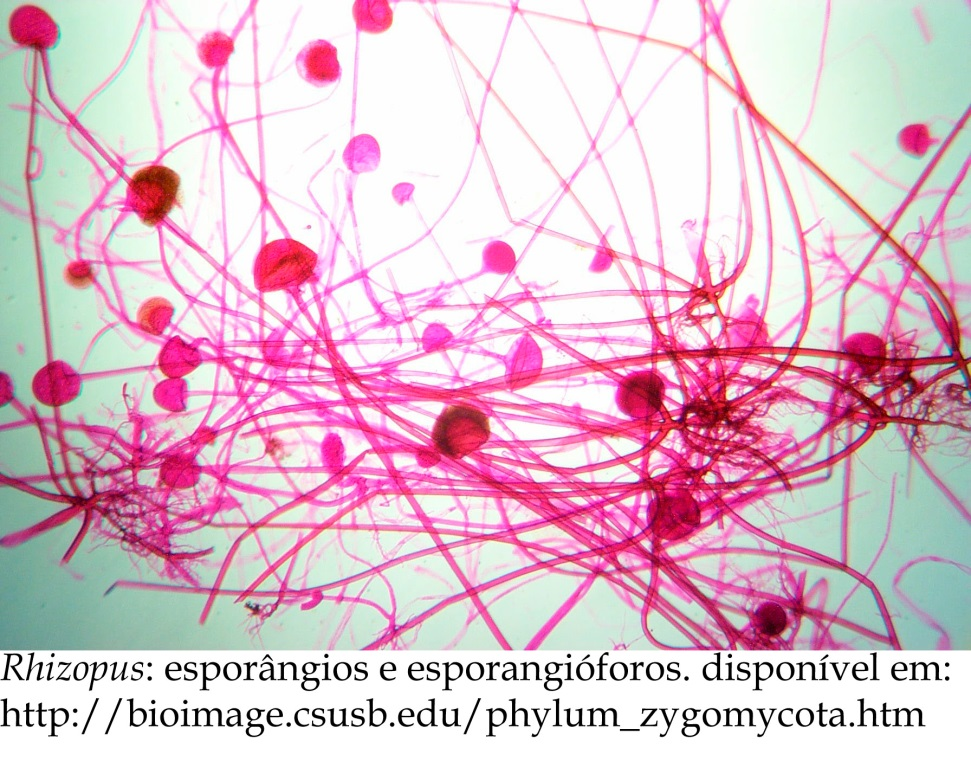 Rhizopus: esporângios e esporangióforos. disponível em:
http://bioimage.csusb.edu/phylum_zygomycota.htm